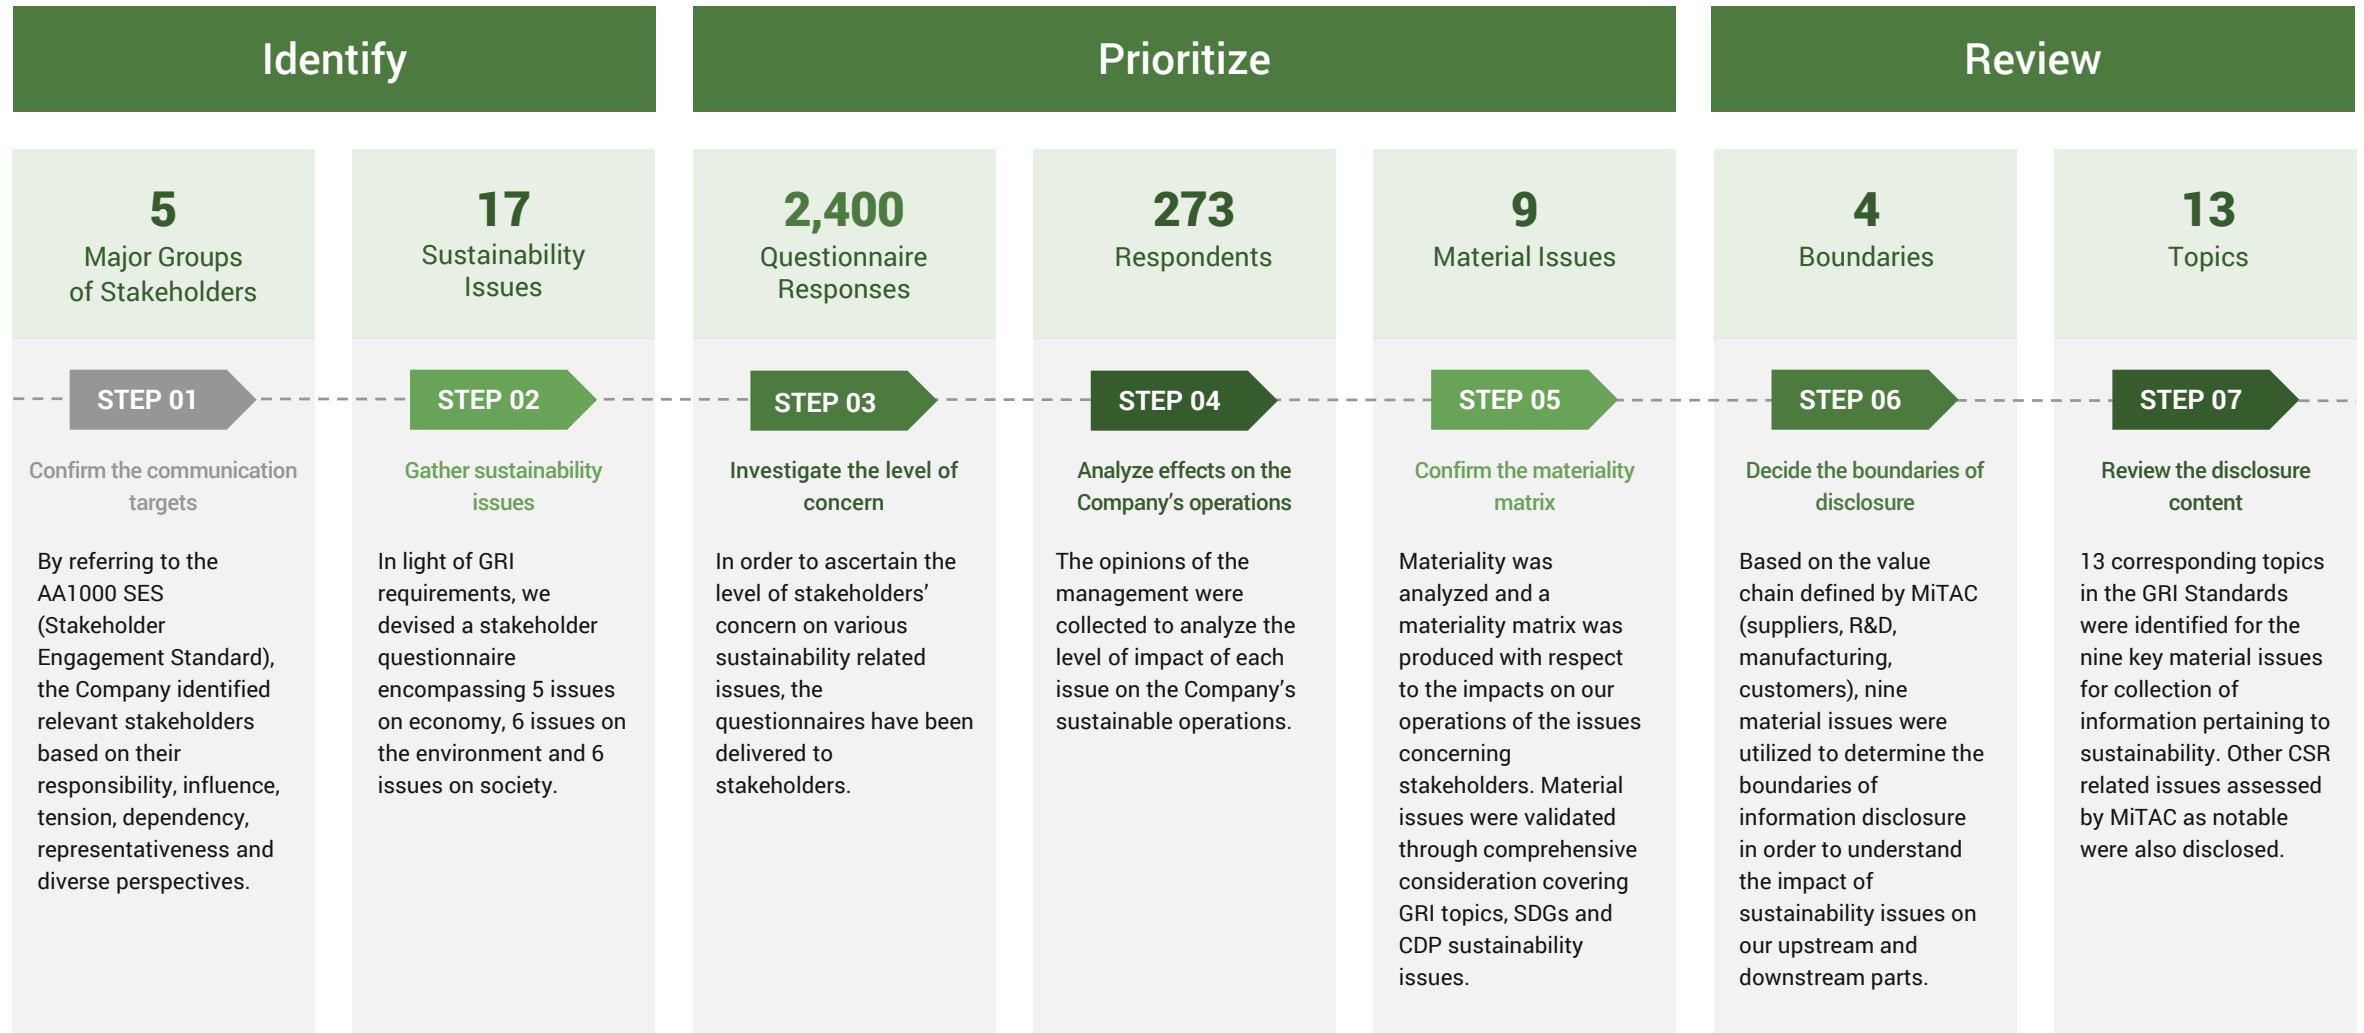 Identify
Prioritize
Review
5
Major Groups
of Stakeholders
17
Sustainability
Issues
2,400
Questionnaire
Responses
273
Respondents
9
Material Issues
4
Boundaries
13
Topics
STEP 01
Confirm the communication
targets
By referring to the
AA1000 SES
(Stakeholder
Engagement Standard),
the Company identified
relevant stakeholders
based on their
responsibility, influence,
tension, dependency,
representativeness and
diverse perspectives.
STEP 02
Gather sustainability
issues
In light of GRI
requirements, we
devised a stakeholder
questionnaire
encompassing 5 issues
on economy, 6 issues on
the environment and 6
issues on society.
STEP 03
Investigate the level of
concern
In order to ascertain the
level of stakeholders’
concern on various
sustainability related
issues, the
questionnaires have been
delivered to
stakeholders.
STEP 04
Analyze effects on the
Company’s operations
The opinions of the
management were
collected to analyze the
level of impact of each
issue on the Company’s
sustainable operations.
STEP 05
Confirm the materiality
matrix
Materiality was
analyzed and a
materiality matrix was
produced with respect
to the impacts on our
operations of the issues
concerning
stakeholders. Material
issues were validated
through comprehensive
consideration covering
GRI topics, SDGs and
CDP sustainability
issues.
STEP 06
Decide the boundaries of
disclosure
Based on the value
chain defined by MiTAC
(suppliers, R&D,
manufacturing,
customers), nine
material issues were
utilized to determine the
boundaries of
information disclosure
in order to understand
the impact of
sustainability issues on
our upstream and
downstream parts.
STEP 07
Review the disclosure
content
13 corresponding topics
in the GRI Standards
were identified for the
nine key material issues
for collection of
information pertaining to
sustainability. Other CSR
related issues assessed
by MiTAC as notable
were also disclosed.